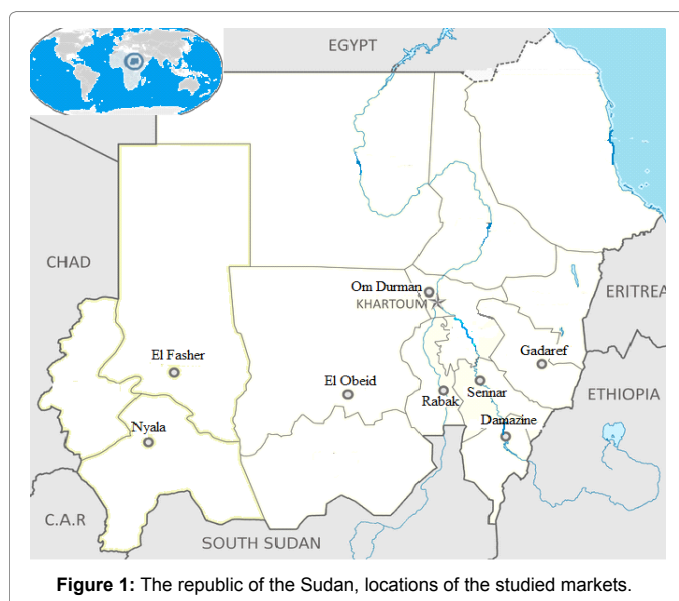 EGYPT
CHAD
Om Durman
KHARTOUM
ERITREA
El Fasher
Gadaref
El Obeid
Sennar
ETHIOPIA
Rabak
Damazine
Nyala
C.A.R
SOUTH SUDAN
Figure 1: The republic of the Sudan, locations of the studied markets.